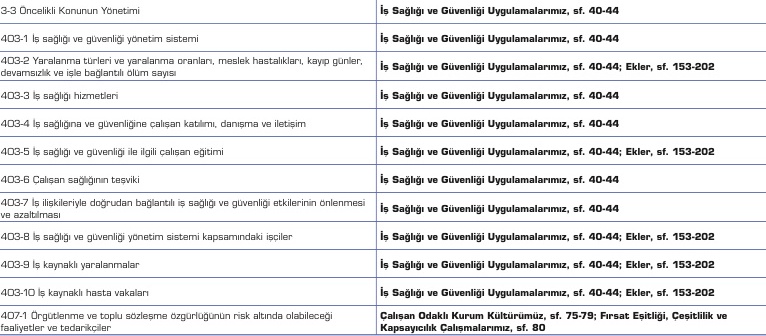 3-3 Öncelikli Konunun Yönetimi
İş Sağlığı ve Güvenliği Uygulamalarımız, sf. 40-44
403-1 İş sağlığı ve güvenliği yönetim sistemi
İş Sağlığı ve Güvenliği Uygulamalarımız, sf. 40-44
403-2 Yaralanma türleri ve yaralanma oranları, meslek hastalıkları, kayıp günler,
devamsızlık ve işle bağlantılı ölüm sayısı
İş Sağlığı ve Güvenliği Uygulamalarımız, sf. 40-44; Ekler, sf. 153-202
403-3 İş sağlığı hizmetleri
İş Sağlığı ve Güvenliği Uygulamalarımız, sf. 40-44
403-4 İş sağlığına ve güvenliğine çalışan katılımı, danışma ve iletişim
İş Sağlığı ve Güvenliği Uygulamalarımız, sf. 40-44
403-5 İş sağlığı ve güvenliği ile ilgili çalışan eğitimi
İş Sağlığı ve Güvenliği Uygulamalarımız, sf. 40-44; Ekler, sf. 153-202
403-6 Çalışan sağlığının teşviki
İş Sağlığı ve Güvenliği Uygulamalarımız, sf. 40-44
403-7 İş ilişkileriyle doğrudan bağlantılı iş sağlığı ve güvenliği etkilerinin önlenmesi
ve azaltılması
İş Sağlığı ve Güvenliği Uygulamalarımız, sf. 40-44
403-8 İş sağlığı ve güvenliği yönetim sistemi kapsamındaki işçiler
İş Sağlığı ve Güvenliği Uygulamalarımız, sf. 40-44; Ekler, sf. 153-202
403-9 İş kaynaklı yaralanmalar
İş Sağlığı ve Güvenliği Uygulamalarımız, sf. 40-44; Ekler, sf. 153-202
403-10 İş kaynaklı hasta vakaları
İş Sağlığı ve Güvenliği Uygulamalarımız, sf. 40-44; Ekler, sf. 153-202
407-1 Örgütlenme ve toplu sözleşme özgürlüğünün risk altında olabileceği
faaliyetler ve tedarikçiler
Çalışan Odaklı Kurum Kültürümüz, sf. 75-79; Fırsat Eşitliği, Çeşitlilik ve
Kapsayıcılık Çalışmalarımız, sf. 80